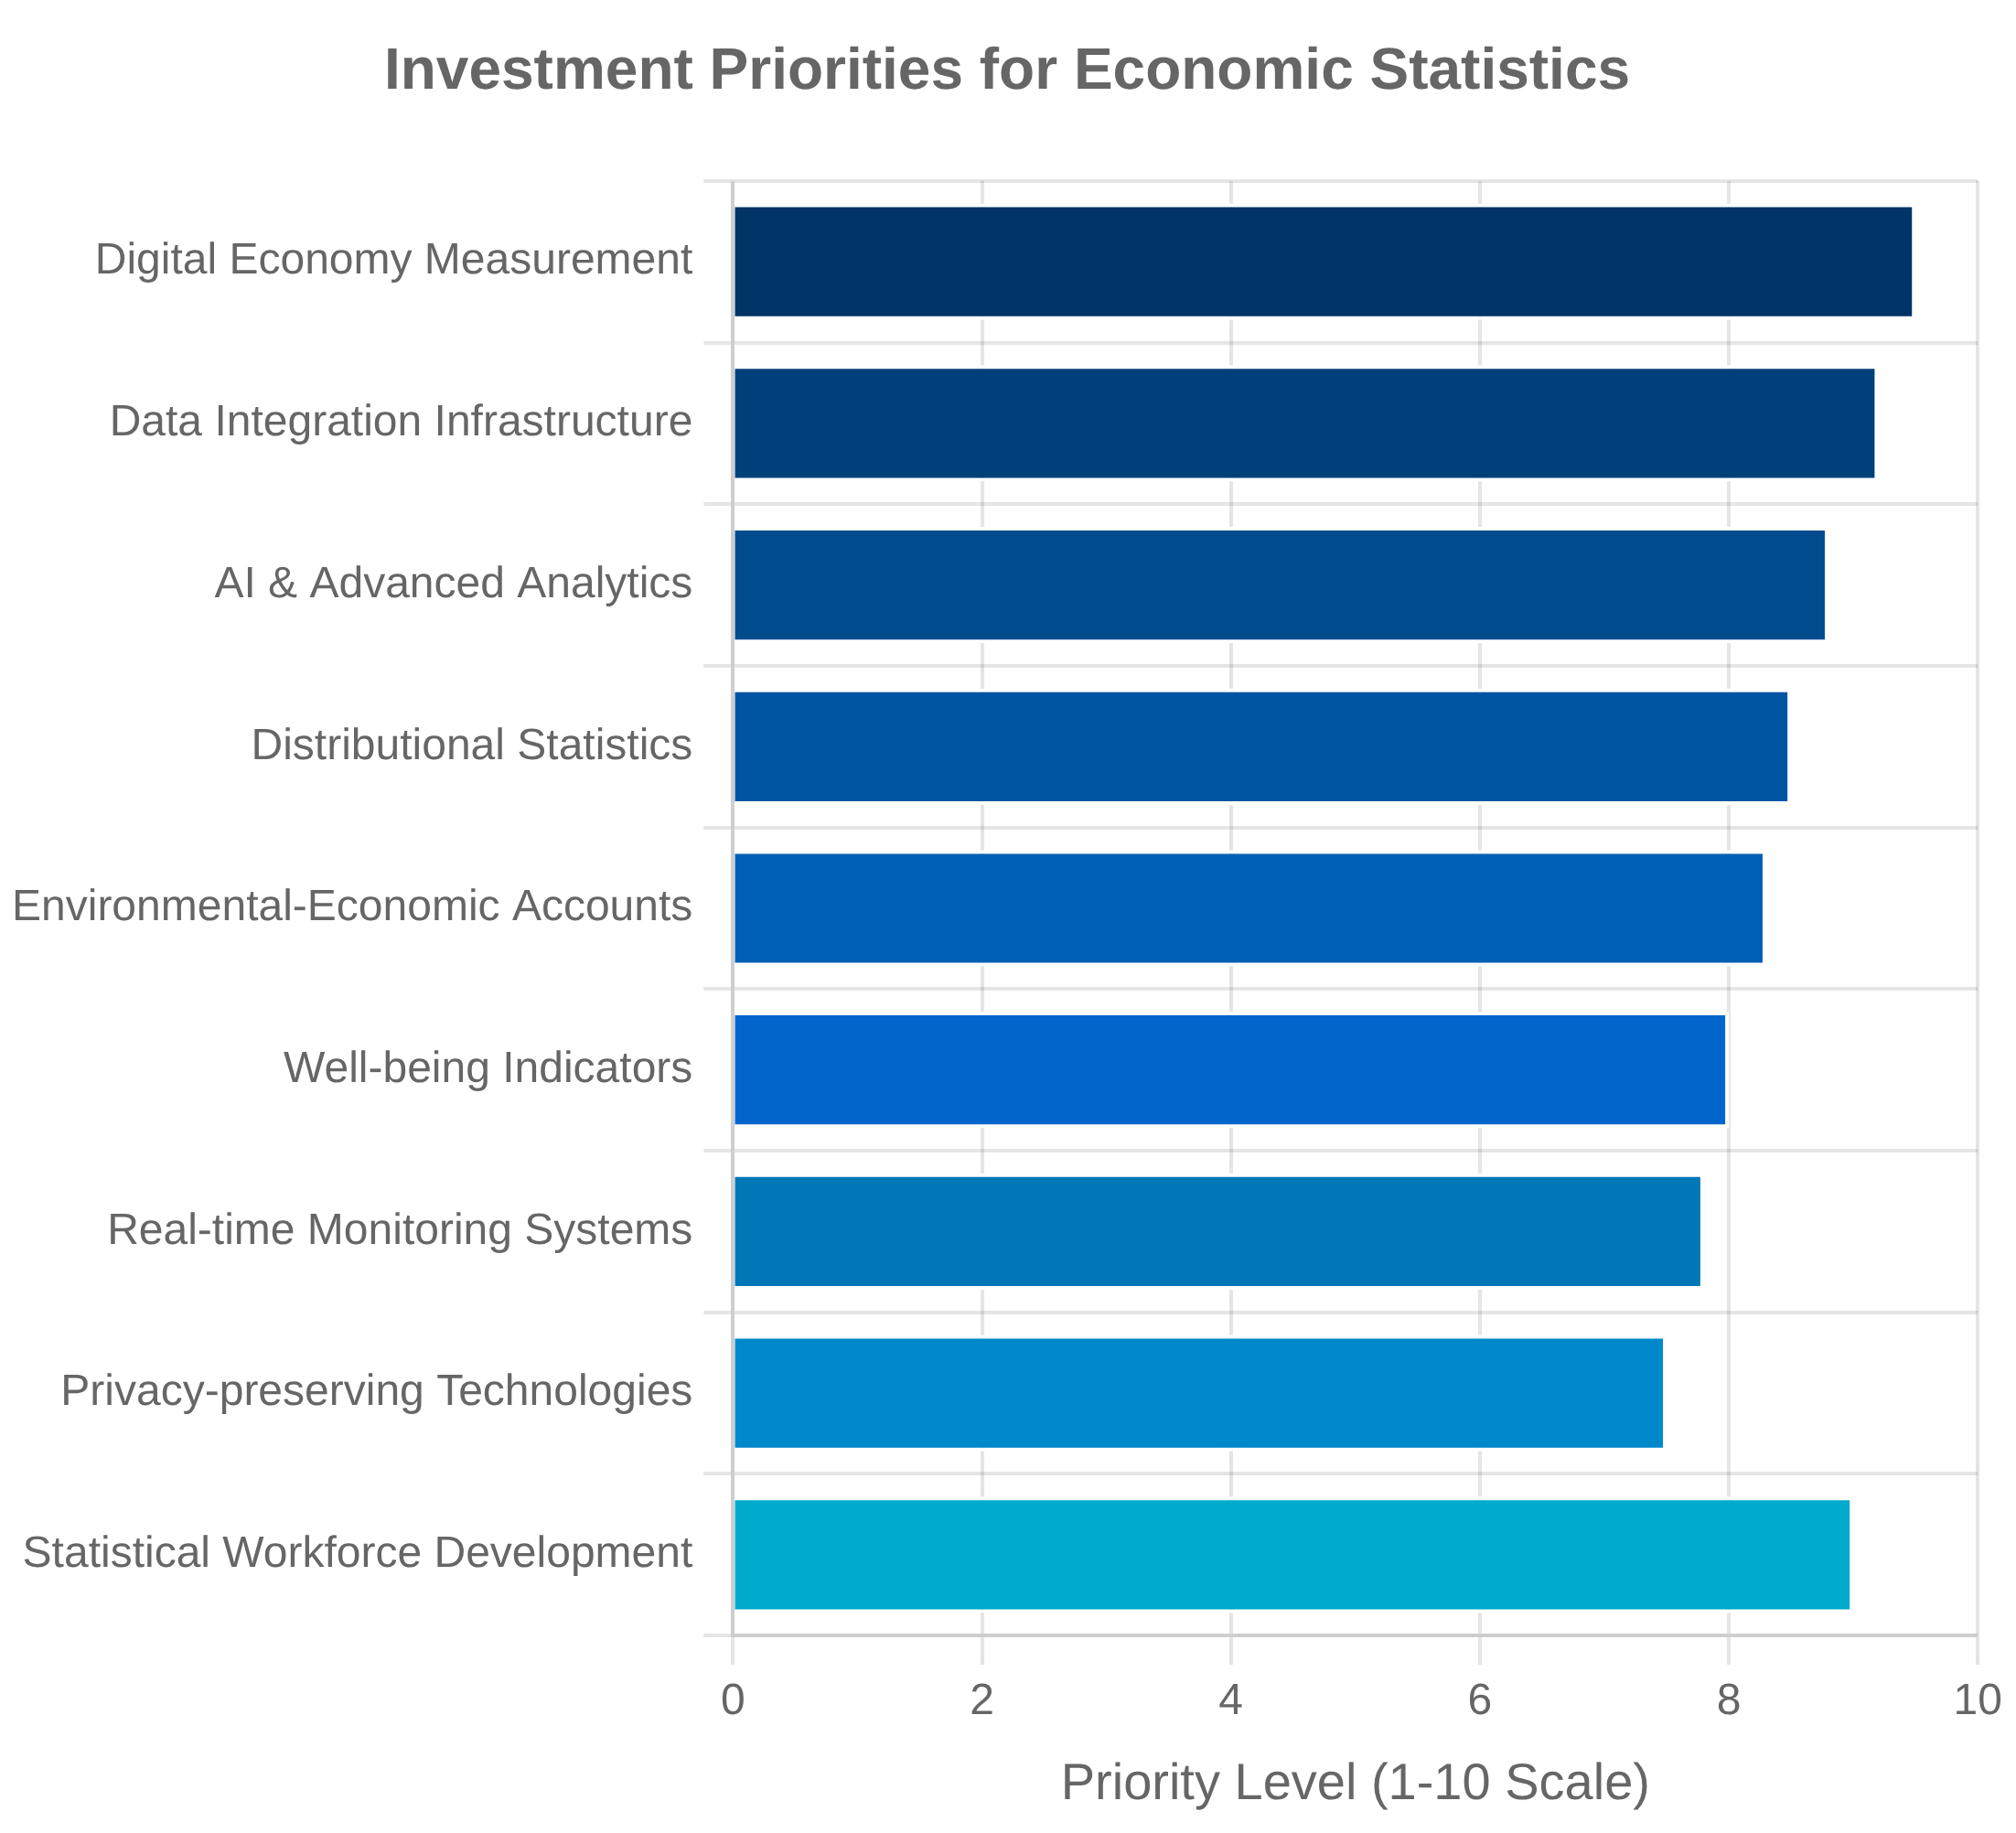 Investment Priorities for Economic Statistics
Digital Economy Measurement
Data Integration Infrastructure
AI & Advanced Analytics
Distributional Statistics
Environmental-Economic Accounts
Well-being Indicators
Real-time Monitoring Systems
Privacy-preserving Technologies
Statistical Workforce Development
0 2 4 6 8 10
Priority Level (1-10 Scale)